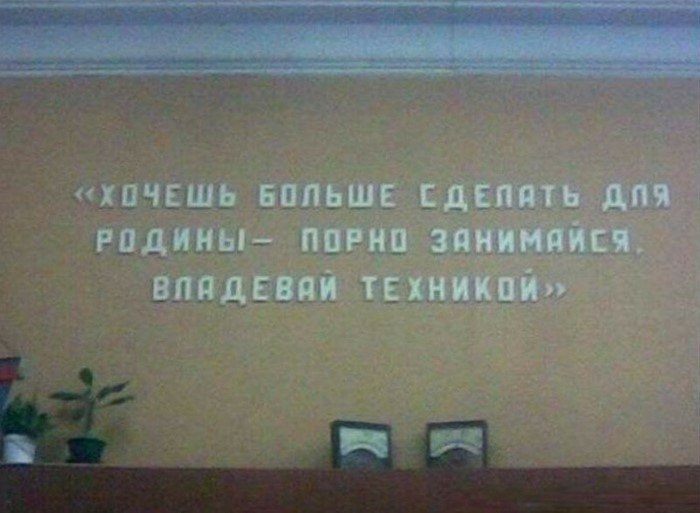 «ХОЧЕШЬ БОЛЬШЕ СДЕЛАТЬ ДЛЯ
РОДИНЫ— ПОРНО ЗАНИМАЙСЯ,
ВЛАДЕВАЙ ТЕХНИКОЙ»